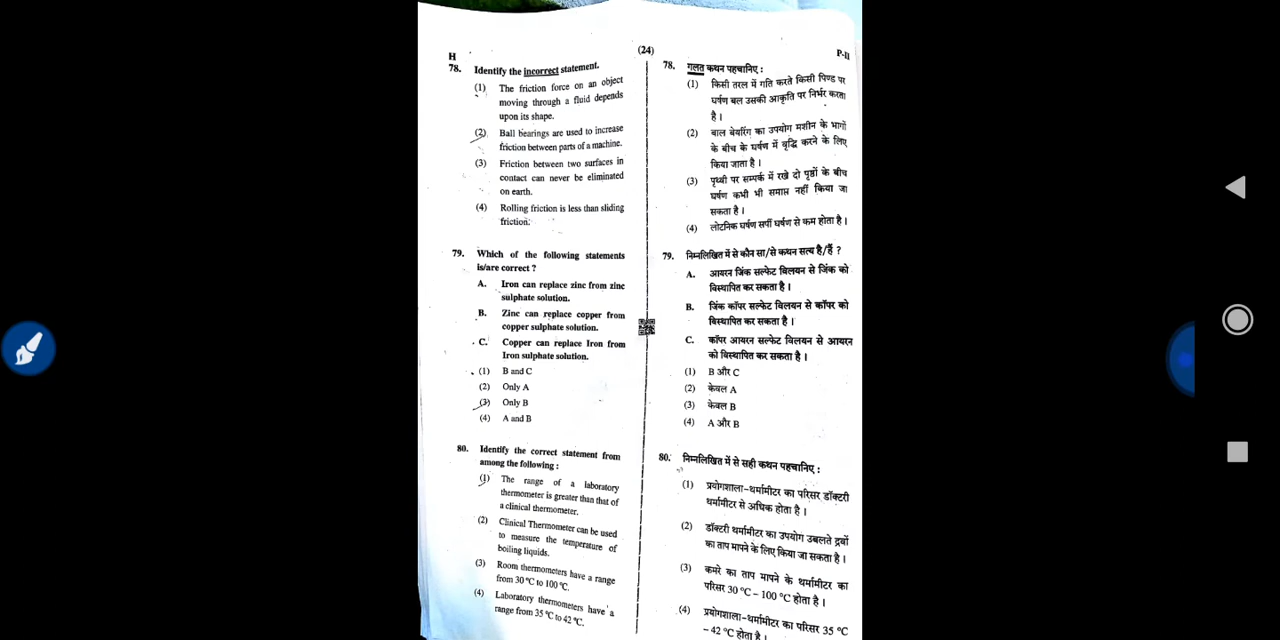 (24)
H
P-II
78. Identify the incorrect statement.
(1) The friction force on an object
moving through a fluid depends
upon its shape.
(2) Ball bearings are used to increase
friction between parts of a machine.
(3) Friction between two surfaces in
contact can never be eliminated
on earth.
(4) Rolling friction is less than sliding
friction.
79. Which of the following statements
is/are correct ?
A. Iron can replace zinc from zinc
sulphate solution.
B. Zinc can replace copper from
copper sulphate solution.
C. Copper can replace Iron from
Iron sulphate solution.
(1) B and C
(2) Only A
(3) Only B
(4) A and B
80. Identify the correct statement from
among the following :
(1) The range of a laboratory
thermometer is greater than that of
a clinical thermometer.
(2) Clinical Thermometer can be used
to measure the temperature of
boiling liquids.
(3) Room thermometers have a range
from 30 °C to 100 °C.
(4) Laboratory thermometers have a
range from 35 °C to 42 °C.
78. गलत कथन पहचानिए :
(1) किसी तरल में गति करते किसी पिण्ड पर
घर्षण बल उसकी आकृति पर निर्भर करता
है ।
(2) बाल बेयरिंग का उपयोग मशीन के भागों
के बीच के घर्षण में वृद्धि करने के लिए
किया जाता है ।
(3) पृथ्वी पर सम्पर्क में रखे दो पृष्ठों के बीच
घर्षण कभी भी समाप्त नहीं किया जा
सकता है ।
(4) लोटनिक घर्षण सर्पी घर्षण से कम होता है ।
79. निम्नलिखित में से कौन सा/से कथन सत्य है/हैं ?
A. आयरन जिंक सल्फेट विलयन से जिंक को
विस्थापित कर सकता है ।
B. जिंक कॉपर सल्फेट विलयन से कॉपर को
विस्थापित कर सकता है ।
C. कॉपर आयरन सल्फेट विलयन से आयरन
को विस्थापित कर सकता है ।
(1) B और C
(2) केवल A
(3) केवल B
(4) A और B
80. निम्नलिखित में से सही कथन पहचानिए :
(1) प्रयोगशाला-थर्मामीटर का परिसर डॉक्टरी
थर्मामीटर से अधिक होता है ।
(2) डॉक्टरी थर्मामीटर का उपयोग उबलते द्रवों
का ताप मापने के लिए किया जा सकता है ।
(3) कमरे का ताप मापने के थर्मामीटर का
परिसर 30 °C – 100 °C होता है ।
(4) प्रयोगशाला-थर्मामीटर का परिसर 35 °C
– 42 °C होता है ।